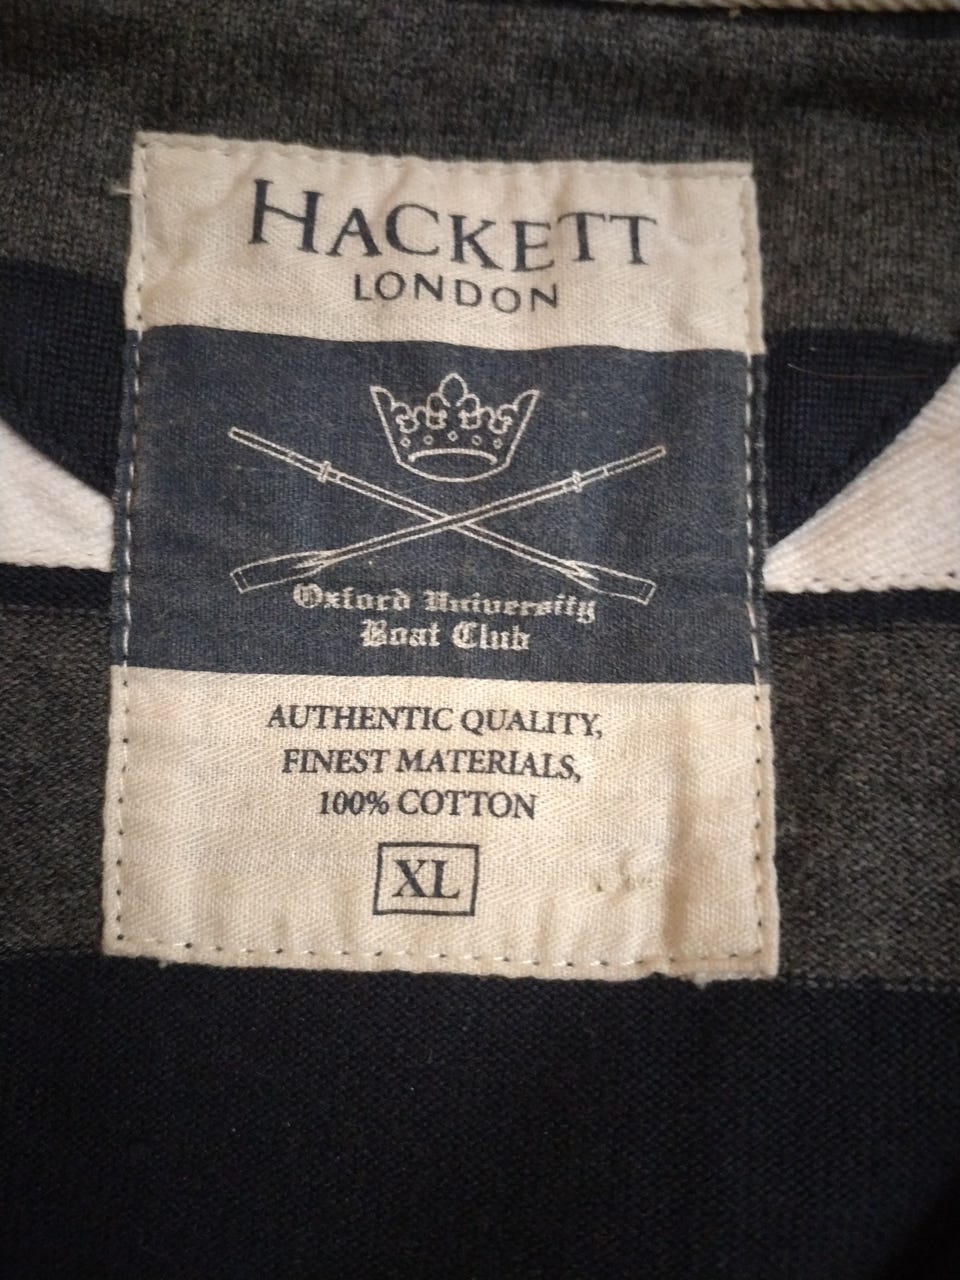 HACKETT
LONDON
Oxford University
Boat Club
AUTHENTIC QUALITY,
FINEST MATERIALS,
100% COTTON
XL